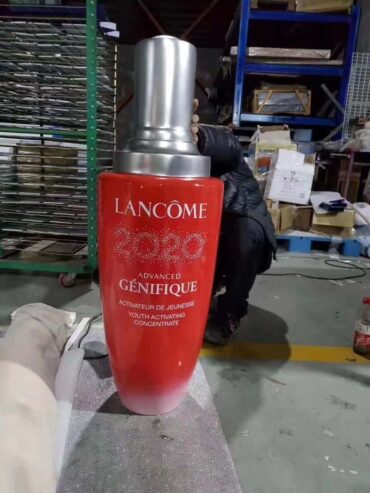 LANCÔME
2020
ADVANCED
GÉNIFIQUE
ACTIVATEUR DE JEUNESSE
YOUTH ACTIVATING
CONCENTRATE